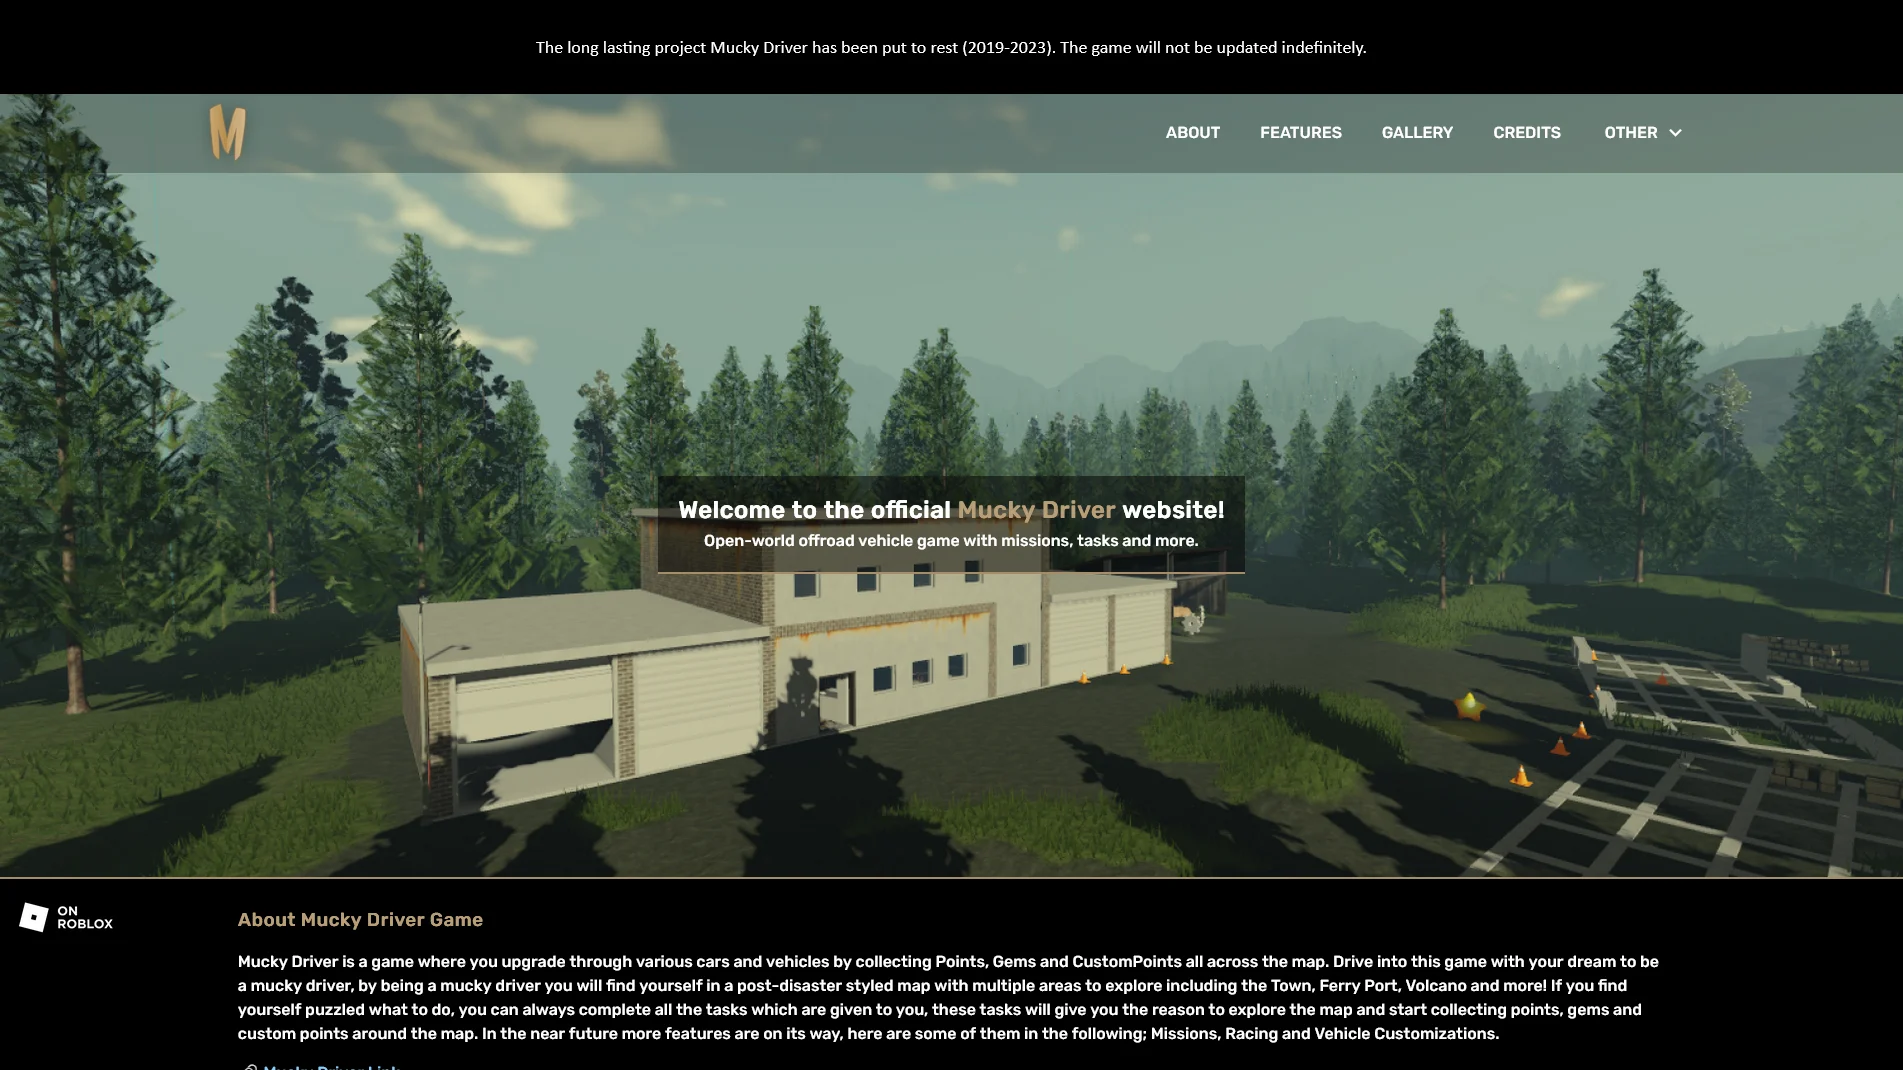 The long lasting project Mucky Driver has been put to rest (2019-2023). The game will not be updated indefinitely.
M
ABOUT
FEATURES
GALLERY
CREDITS
OTHER
Welcome to the official Mucky Driver website!
Open-world offroad vehicle game with missions, tasks and more.
ON
ROBLOX
About Mucky Driver Game
Mucky Driver is a game where you upgrade through various cars and vehicles by collecting Points, Gems and CustomPoints all across the map. Drive into this game with your dream to be
a mucky driver, by being a mucky driver you will find yourself in a post-disaster styled map with multiple areas to explore including the Town, Ferry Port, Volcano and more! If you find
yourself puzzled what to do, you can always complete all the tasks which are given to you, these tasks will give you the reason to explore the map and start collecting points, gems and
custom points around the map. In the near future more features are on its way, here are some of them in the following; Missions, Racing and Vehicle Customizations.
Mucky Driver Link